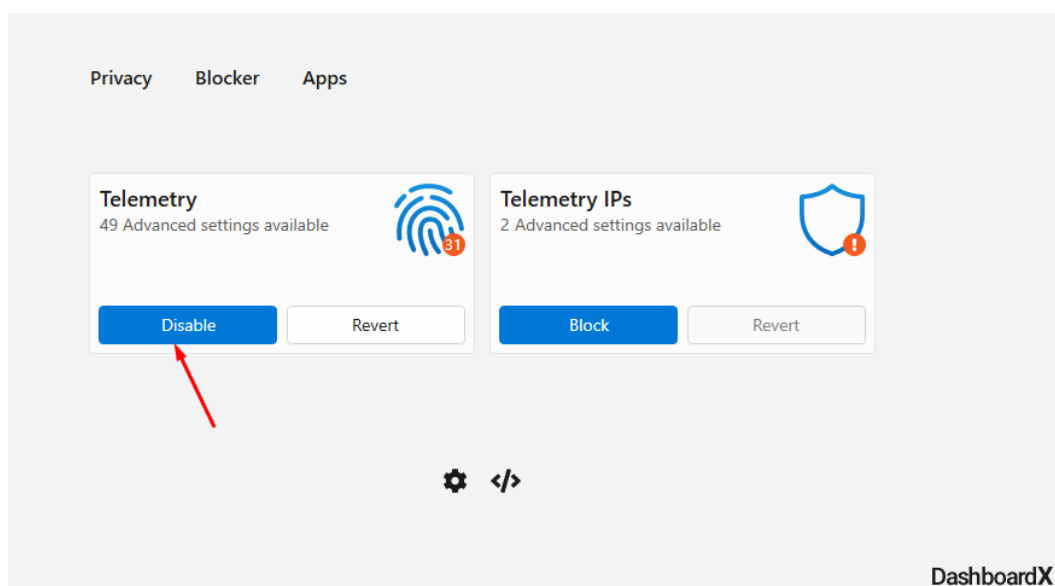 Privacy Blocker Apps
Telemetry
49 Advanced settings available
31
Disable Revert
Telemetry IPs
2 Advanced settings available
!
Block Revert
</>
DashboardX